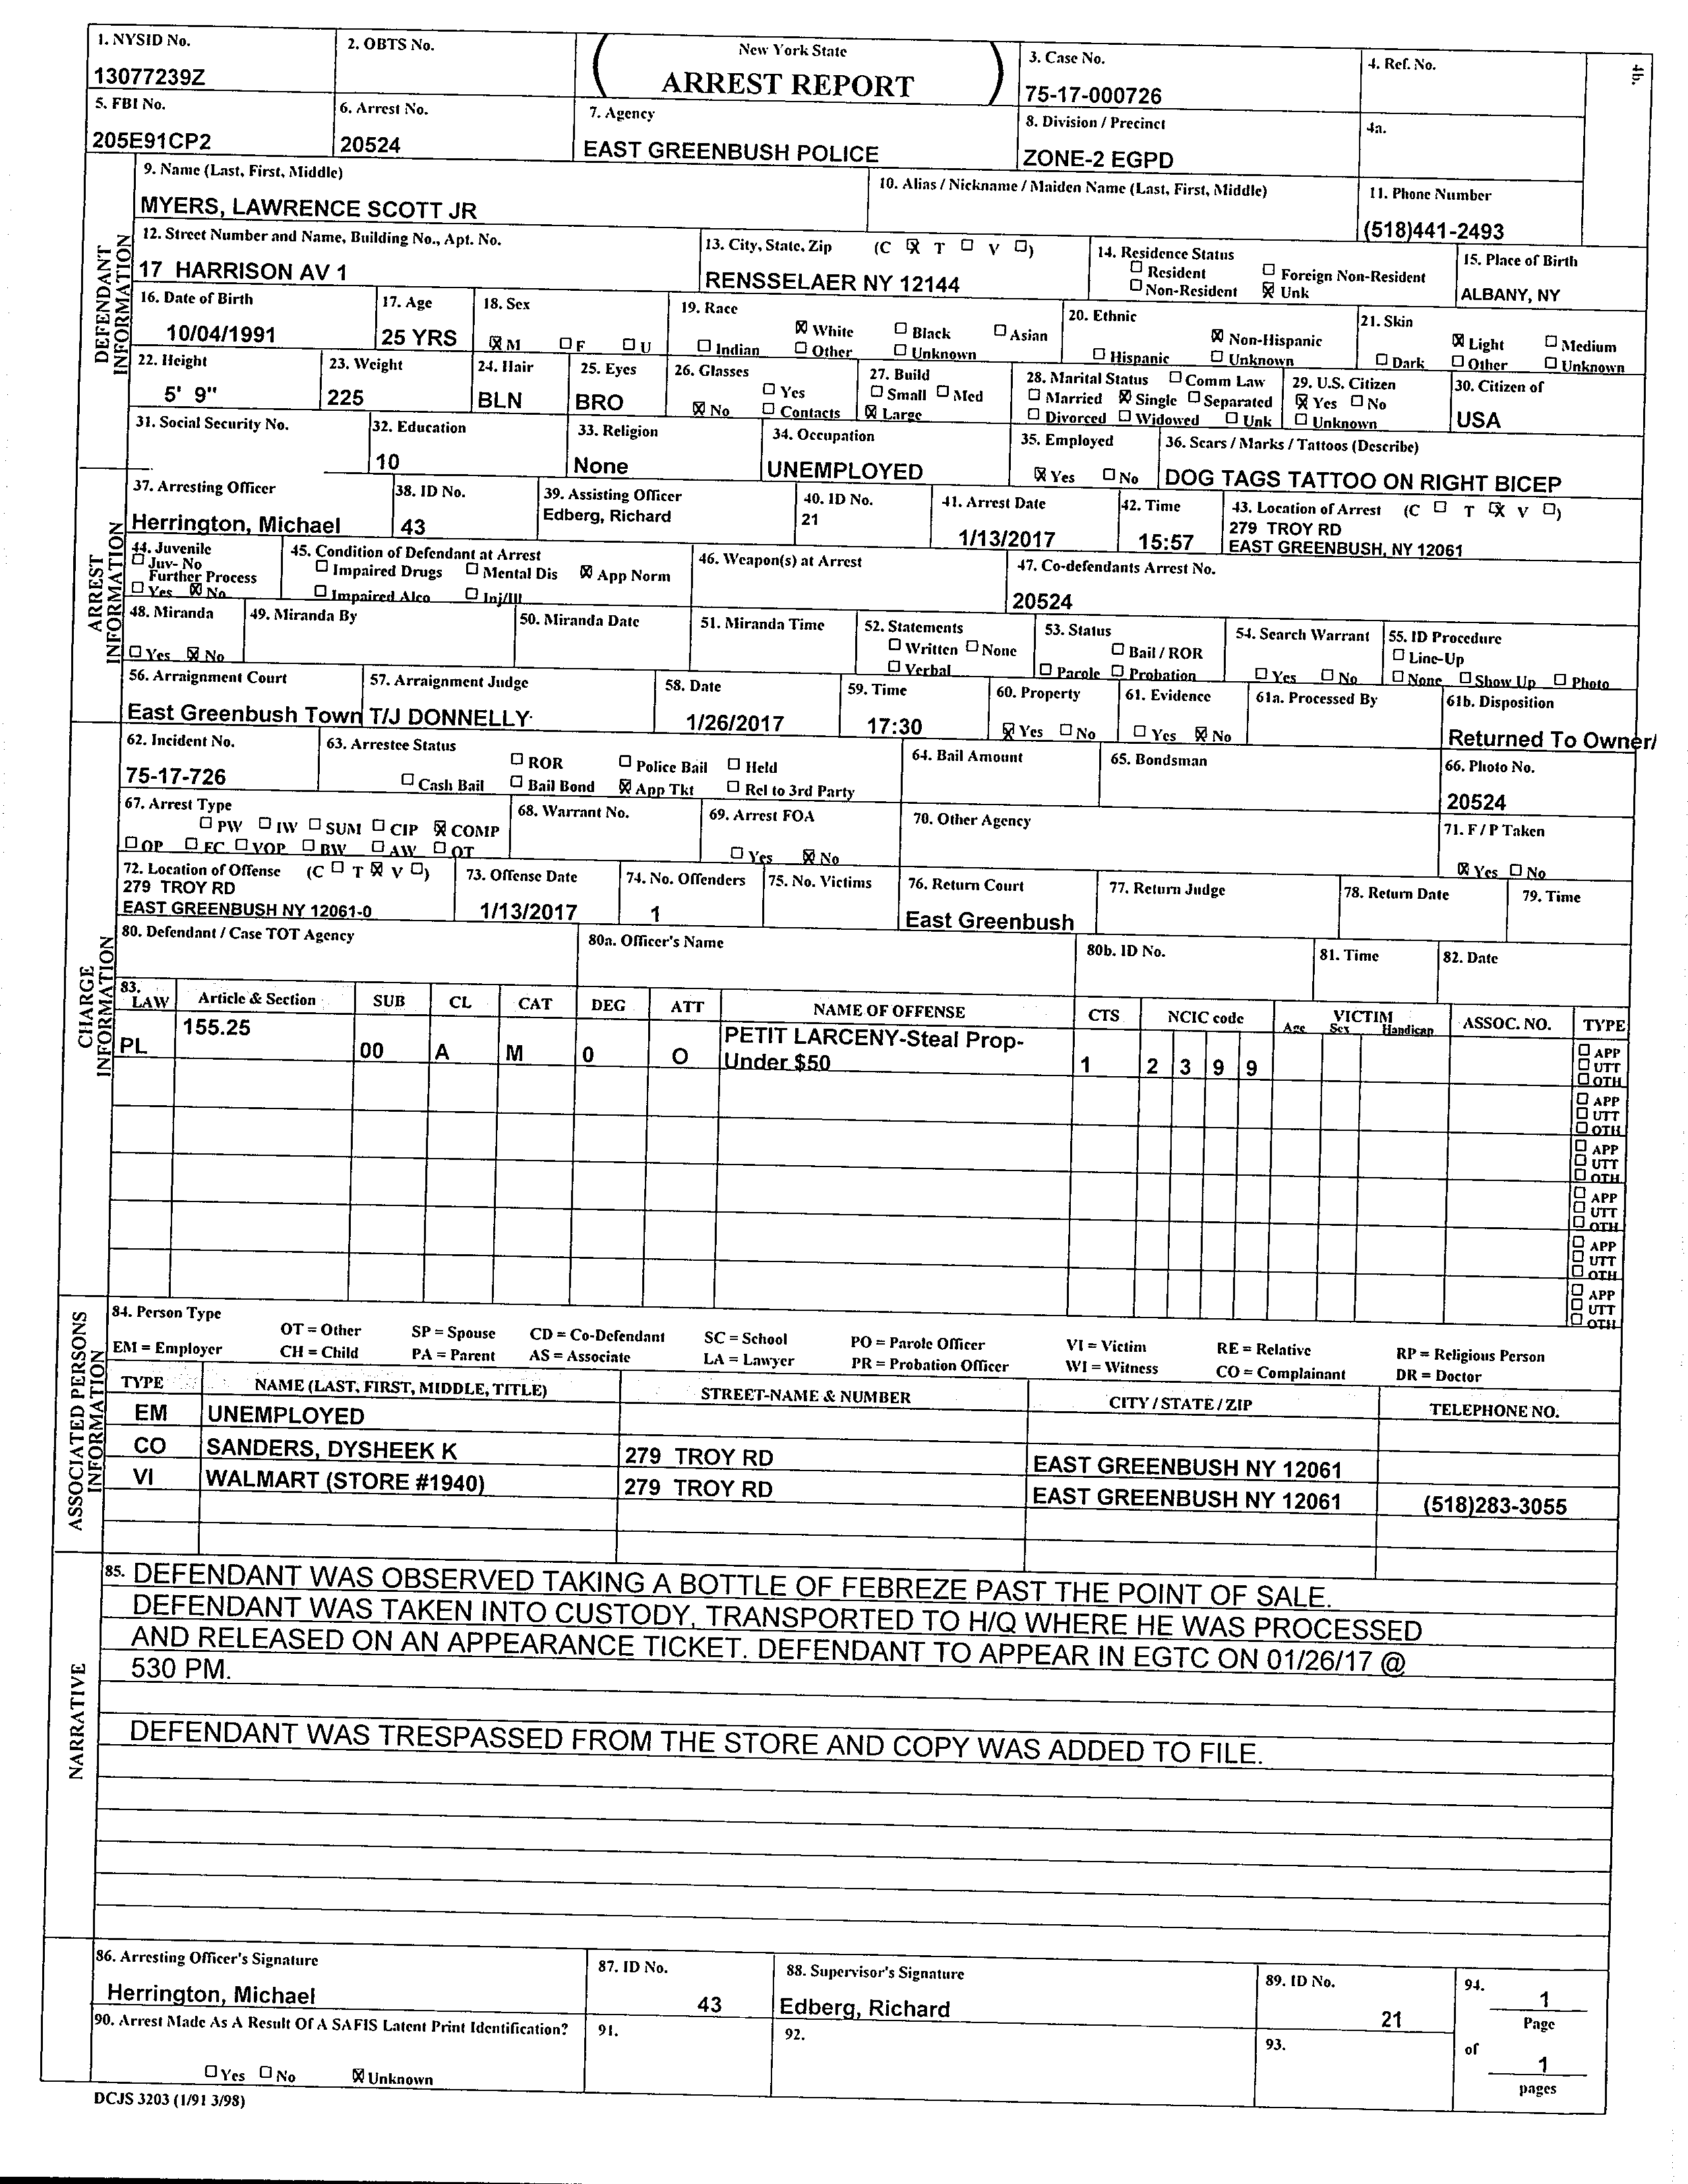 1. NYSID No.
13077239Z
2. OBTS No.
New York State
ARREST REPORT
3. Case No.
75-17-000726
4. Ref. No.
4b.
5. FBI No.
205E91CP2
6. Arrest No.
20524
7. Agency
EAST GREENBUSH POLICE
8. Division / Precinct
ZONE-2 EGPD
4a.
DEFENDANT INFORMATION
9. Name (Last, First, Middle)
MYERS, LAWRENCE SCOTT JR
10. Alias / Nickname / Maiden Name (Last, First, Middle)
11. Phone Number
(518)441-2493
12. Street Number and Name, Building No., Apt. No.
17 HARRISON AV 1
13. City, State, Zip (C ☒ T ☐ V ☐)
RENSSELAER NY 12144
14. Residence Status
☐ Resident ☐ Foreign Non-Resident
☐ Non-Resident ☒ Unk
15. Place of Birth
ALBANY, NY
16. Date of Birth
10/04/1991
17. Age
25 YRS
18. Sex
☒ M ☐ F ☐ U
19. Race
☒ White ☐ Black ☐ Asian
☐ Indian ☐ Other ☐ Unknown
20. Ethnic
☒ Non-Hispanic
☐ Hispanic ☐ Unknown
21. Skin
☒ Light ☐ Medium
☐ Dark ☐ Other ☐ Unknown
22. Height
5' 9"
23. Weight
225
24. Hair
BLN
25. Eyes
BRO
26. Glasses
☐ Yes
☒ No ☐ Contacts
27. Build
☐ Small ☐ Med
☒ Large
28. Marital Status ☐ Comm Law
☐ Married ☒ Single ☐ Separated
☐ Divorced ☐ Widowed ☐ Unk
29. U.S. Citizen
☒ Yes ☐ No
☐ Unknown
30. Citizen of
USA
31. Social Security No.
32. Education
10
33. Religion
None
34. Occupation
UNEMPLOYED
35. Employed
☒ Yes ☐ No
36. Scars / Marks / Tattoos (Describe)
DOG TAGS TATTOO ON RIGHT BICEP
ARREST INFORMATION
37. Arresting Officer
Herrington, Michael
38. ID No.
43
39. Assisting Officer
Edberg, Richard
40. ID No.
21
41. Arrest Date
1/13/2017
42. Time
15:57
43. Location of Arrest (C ☐ T ☒ V ☐)
279 TROY RD
EAST GREENBUSH, NY 12061
44. Juvenile
☐ Juv- No
Further Process
☐ Yes ☒ No
45. Condition of Defendant at Arrest
☐ Impaired Drugs ☐ Mental Dis ☒ App Norm
☐ Impaired Alco ☐ Inj/Ill
46. Weapon(s) at Arrest
47. Co-defendants Arrest No.
20524
48. Miranda
☐ Yes ☒ No
49. Miranda By
50. Miranda Date
51. Miranda Time
52. Statements
☐ Written ☐ None
☐ Verbal
53. Status
☐ Bail / ROR
☐ Parole ☐ Probation
54. Search Warrant
☐ Yes ☐ No
55. ID Procedure
☐ Line-Up
☐ None ☐ Show Up ☐ Photo
56. Arraignment Court
East Greenbush Town
57. Arraignment Judge
T/J DONNELLY
58. Date
1/26/2017
59. Time
17:30
60. Property
☒ Yes ☐ No
61. Evidence
☐ Yes ☒ No
61a. Processed By
61b. Disposition
Returned To Owner/
CHARGE INFORMATION
62. Incident No.
75-17-726
63. Arrestee Status
☐ ROR ☐ Police Bail ☐ Held
☐ Cash Bail ☐ Bail Bond ☒ App Tkt ☐ Rel to 3rd Party
64. Bail Amount
65. Bondsman
66. Photo No.
20524
67. Arrest Type
☐ PW ☐ IW ☐ SUM ☐ CIP ☒ COMP
☐ OP ☐ EC ☐ VOP ☐ BW ☐ AW ☐ OT
68. Warrant No.
69. Arrest FOA
☐ Yes ☒ No
70. Other Agency
71. F / P Taken
☒ Yes ☐ No
72. Location of Offense (C ☐ T ☒ V ☐)
279 TROY RD
EAST GREENBUSH NY 12061-0
73. Offense Date
1/13/2017
74. No. Offenders
1
75. No. Victims
76. Return Court
East Greenbush
77. Return Judge
78. Return Date
79. Time
80. Defendant / Case TOT Agency
80a. Officer's Name
80b. ID No.
81. Time
82. Date
83. LAW Article & Section SUB CL CAT DEG ATT NAME OF OFFENSE CTS NCIC code VICTIM Age Sex Handicap ASSOC. NO. TYPE
PL 155.25 00 A M 0 O PETIT LARCENY-Steal Prop-
Under $50 1 2 3 9 9
☐ APP
☐ UTT
☐ OTH
☐ APP
☐ UTT
☐ OTH
☐ APP
☐ UTT
☐ OTH
☐ APP
☐ UTT
☐ OTH
☐ APP
☐ UTT
☐ OTH
☐ APP
☐ UTT
☐ OTH
ASSOCIATED PERSONS INFORMATION
84. Person Type
OT = Other SP = Spouse CD = Co-Defendant SC = School PO = Parole Officer VI = Victim RE = Relative RP = Religious Person
EM = Employer CH = Child PA = Parent AS = Associate LA = Lawyer PR = Probation Officer WI = Witness CO = Complainant DR = Doctor
TYPE NAME (LAST, FIRST, MIDDLE, TITLE) STREET-NAME & NUMBER CITY / STATE / ZIP TELEPHONE NO.
EM UNEMPLOYED
CO SANDERS, DYSHEEK K 279 TROY RD EAST GREENBUSH NY 12061
VI WALMART (STORE #1940) 279 TROY RD EAST GREENBUSH NY 12061 (518)283-3055
NARRATIVE
85. DEFENDANT WAS OBSERVED TAKING A BOTTLE OF FEBREZE PAST THE POINT OF SALE.
DEFENDANT WAS TAKEN INTO CUSTODY, TRANSPORTED TO H/Q WHERE HE WAS PROCESSED
AND RELEASED ON AN APPEARANCE TICKET. DEFENDANT TO APPEAR IN EGTC ON 01/26/17 @
530 PM.
DEFENDANT WAS TRESPASSED FROM THE STORE AND COPY WAS ADDED TO FILE.
86. Arresting Officer's Signature
Herrington, Michael
87. ID No.
43
88. Supervisor's Signature
Edberg, Richard
89. ID No.
21
94. 1
Page
of
1
pages
90. Arrest Made As A Result Of A SAFIS Latent Print Identification?
☐ Yes ☐ No ☒ Unknown
91.
92.
93.
DCJS 3203 (1/91 3/98)